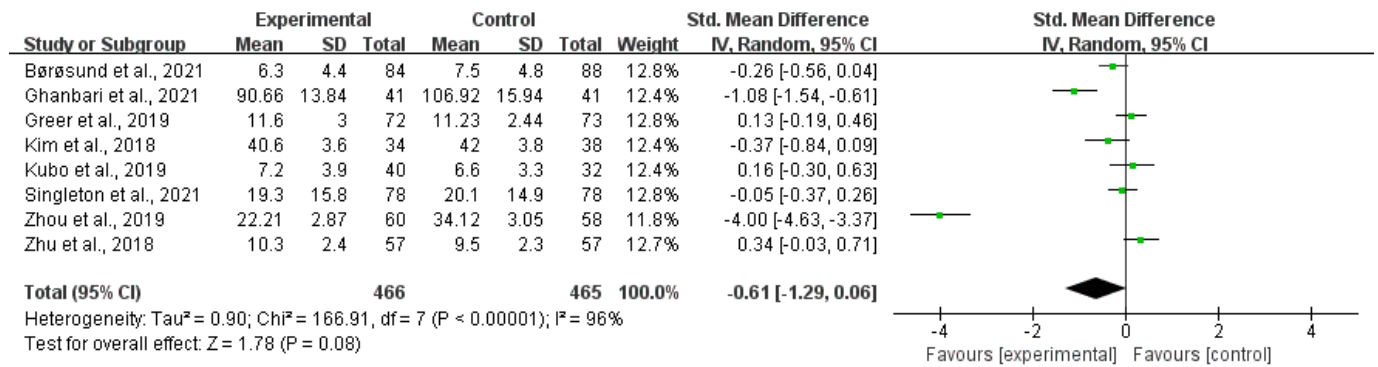 Experimental Control Std. Mean Difference Std. Mean Difference
Study or Subgroup Mean SD Total Mean SD Total Weight IV, Random, 95% CI IV, Random, 95% CI
Børøsund et al., 2021 6.3 4.4 84 7.5 4.8 88 12.8% -0.26 [-0.56, 0.04]
Ghanbari et al., 2021 90.66 13.84 41 106.92 15.94 41 12.4% -1.08 [-1.54, -0.61]
Greer et al., 2019 11.6 3 72 11.23 2.44 73 12.8% 0.13 [-0.19, 0.46]
Kim et al., 2018 40.6 3.6 34 42 3.8 38 12.4% -0.37 [-0.84, 0.09]
Kubo et al., 2019 7.2 3.9 40 6.6 3.3 32 12.4% 0.16 [-0.30, 0.63]
Singleton et al., 2021 19.3 15.8 78 20.1 14.9 78 12.8% -0.05 [-0.37, 0.26]
Zhou et al., 2019 22.21 2.87 60 34.12 3.05 58 11.8% -4.00 [-4.63, -3.37]
Zhu et al., 2018 10.3 2.4 57 9.5 2.3 57 12.7% 0.34 [-0.03, 0.71]
Total (95% CI) 466 465 100.0% -0.61 [-1.29, 0.06]
Heterogeneity: Tau² = 0.90; Chi² = 166.91, df = 7 (P < 0.00001); I² = 96%
Test for overall effect: Z = 1.78 (P = 0.08)
-4 -2 0 2 4
Favours [experimental] Favours [control]